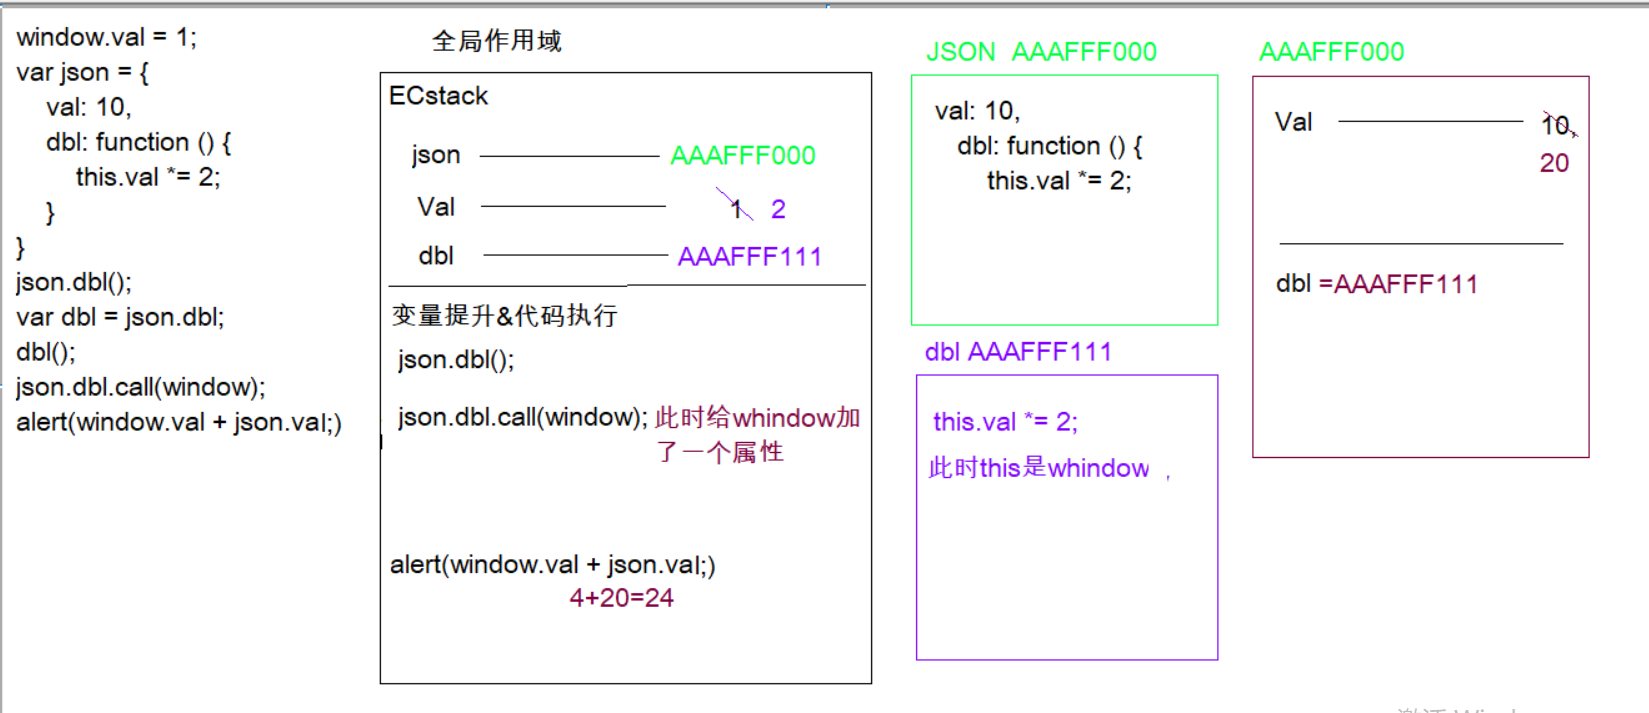 window.val = 1;
var json = {
val: 10,
dbl: function () {
this.val *= 2;
}
}
json.dbl();
var dbl = json.dbl;
dbl();
json.dbl.call(window);
alert(window.val + json.val;)
全局作用域
ECstack
json AAAFFF000
Val 1 2
dbl AAAFFF111
变量提升&代码执行
json.dbl();
json.dbl.call(window); 此时给whindow加
了一个属性
alert(window.val + json.val;)
4+20=24
JSON AAAFFF000
val: 10,
dbl: function () {
this.val *= 2;
dbl AAAFFF111
this.val *= 2;
此时this是whindow ,
AAAFFF000
Val 10,
20
dbl =AAAFFF111